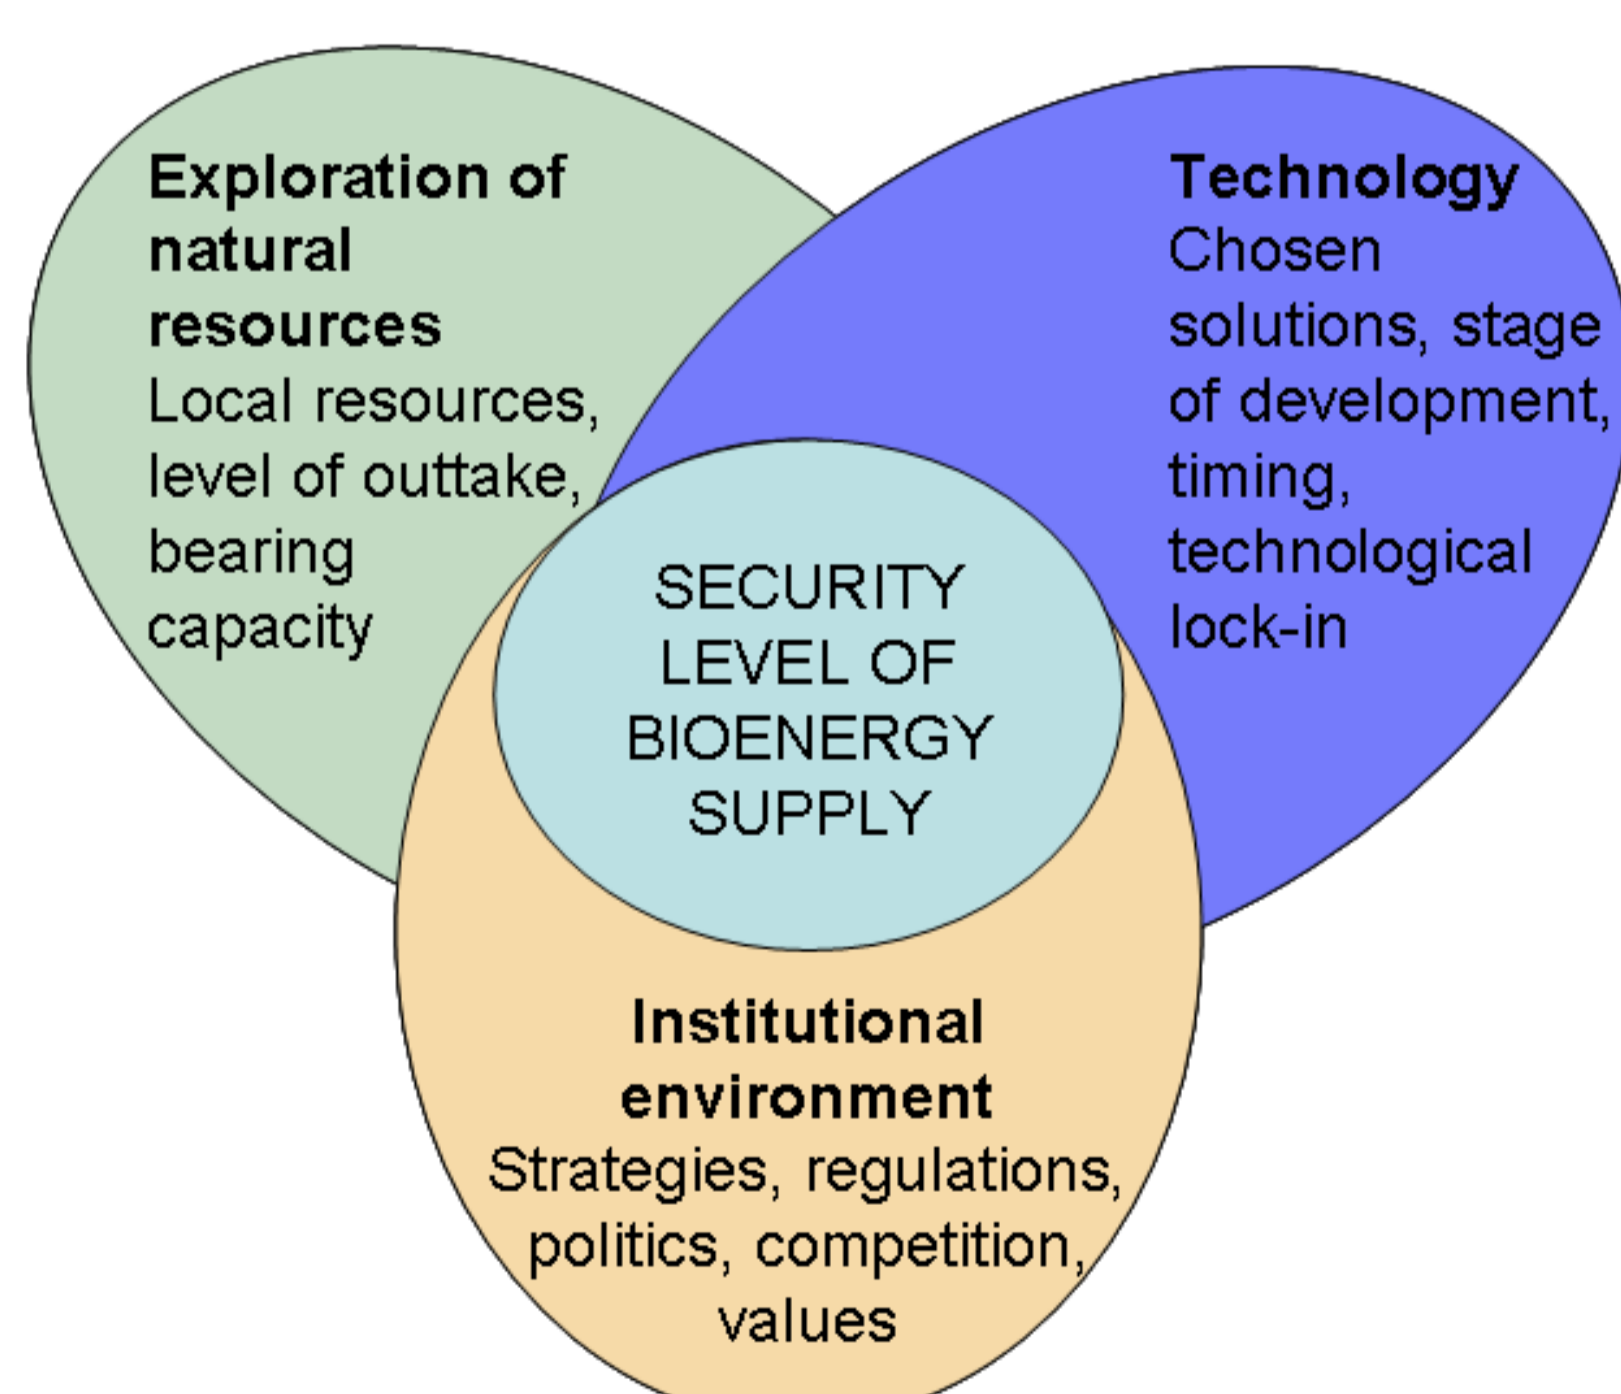 Exploration of
natural
resources
Local resources,
level of outtake,
bearing
capacity
Technology
Chosen
solutions, stage
of development,
timing,
technological
lock-in
SECURITY
LEVEL OF
BIOENERGY
SUPPLY
Institutional
environment
Strategies, regulations,
politics, competition,
values